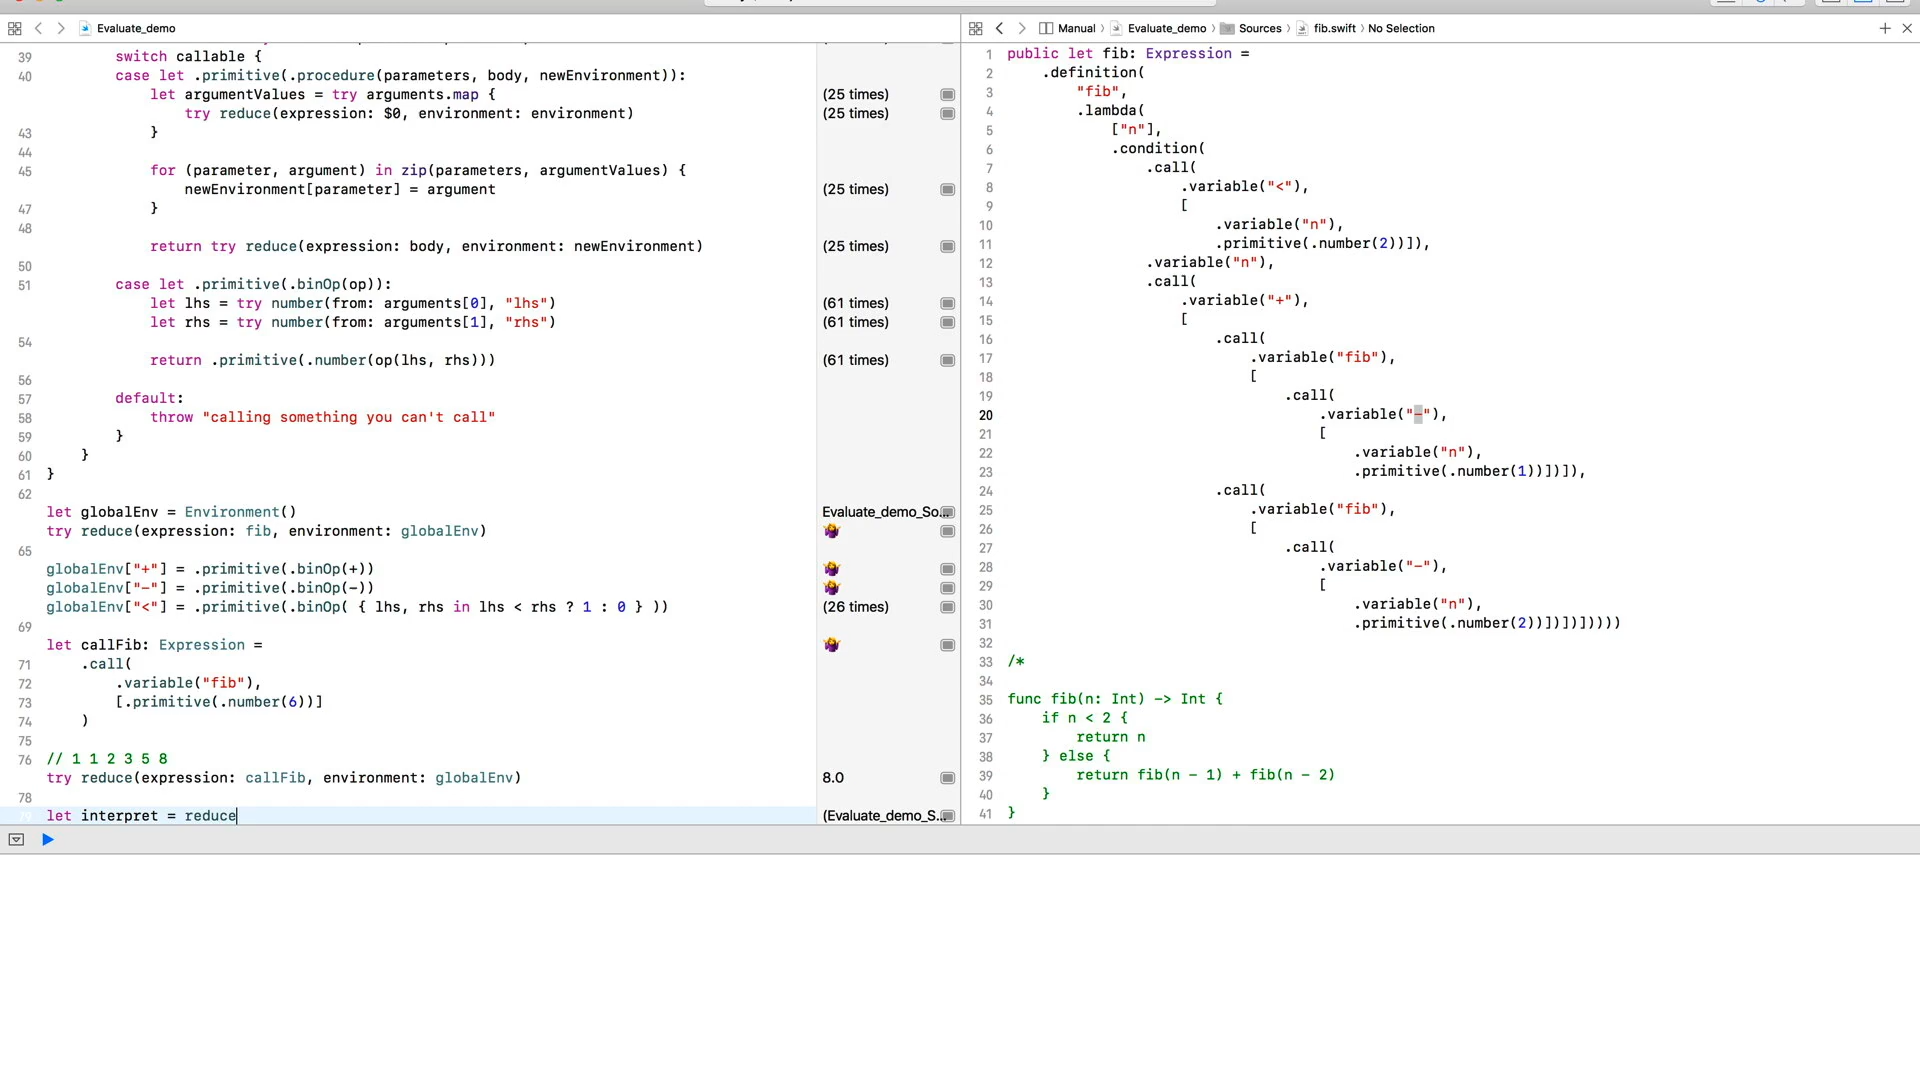 Evaluate_demo
39 switch callable {
40 case let .primitive(.procedure(parameters, body, newEnvironment)):
let argumentValues = try arguments.map { (25 times)
try reduce(expression: $0, environment: environment) (25 times)
43 }
44
45 for (parameter, argument) in zip(parameters, argumentValues) {
newEnvironment[parameter] = argument (25 times)
47 }
48
return try reduce(expression: body, environment: newEnvironment) (25 times)
50
51 case let .primitive(.binOp(op)):
let lhs = try number(from: arguments[0], "lhs") (61 times)
let rhs = try number(from: arguments[1], "rhs") (61 times)
54
return .primitive(.number(op(lhs, rhs))) (61 times)
56
57 default:
58 throw "calling something you can't call"
59 }
60 }
61 }
62
let globalEnv = Environment() Evaluate_demo_So...
try reduce(expression: fib, environment: globalEnv)
65
globalEnv["+"] = .primitive(.binOp(+))
globalEnv["-"] = .primitive(.binOp(-))
globalEnv["<"] = .primitive(.binOp( { lhs, rhs in lhs < rhs ? 1 : 0 } )) (26 times)
69
let callFib: Expression =
71 .call(
72 .variable("fib"),
73 [.primitive(.number(6))]
74 )
75
76 // 1 1 2 3 5 8
try reduce(expression: callFib, environment: globalEnv) 8.0
78
79 let interpret = reduce (Evaluate_demo_S...
Manual Evaluate_demo Sources fib.swift No Selection
1 public let fib: Expression =
2 .definition(
3 "fib",
4 .lambda(
5 ["n"],
6 .condition(
7 .call(
8 .variable("<"),
9 [
10 .variable("n"),
11 .primitive(.number(2))]),
12 .variable("n"),
13 .call(
14 .variable("+"),
15 [
16 .call(
17 .variable("fib"),
18 [
19 .call(
20 .variable("-"),
21 [
22 .variable("n"),
23 .primitive(.number(1))])]),
24 .call(
25 .variable("fib"),
26 [
27 .call(
28 .variable("-"),
29 [
30 .variable("n"),
31 .primitive(.number(2))])])]))))
32
33 /*
34
35 func fib(n: Int) -> Int {
36 if n < 2 {
37 return n
38 } else {
39 return fib(n - 1) + fib(n - 2)
40 }
41 }